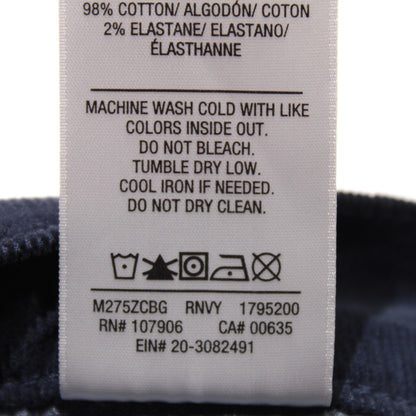 98% COTTON/ ALGODÓN/ COTON
2% ELASTANE/ ELASTANO/
ÉLASTHANNE
MACHINE WASH COLD WITH LIKE
COLORS INSIDE OUT.
DO NOT BLEACH.
TUMBLE DRY LOW.
COOL IRON IF NEEDED.
DO NOT DRY CLEAN.
M275ZCBG RNVY 1795200
RN# 107906 CA# 00635
EIN# 20-3082491